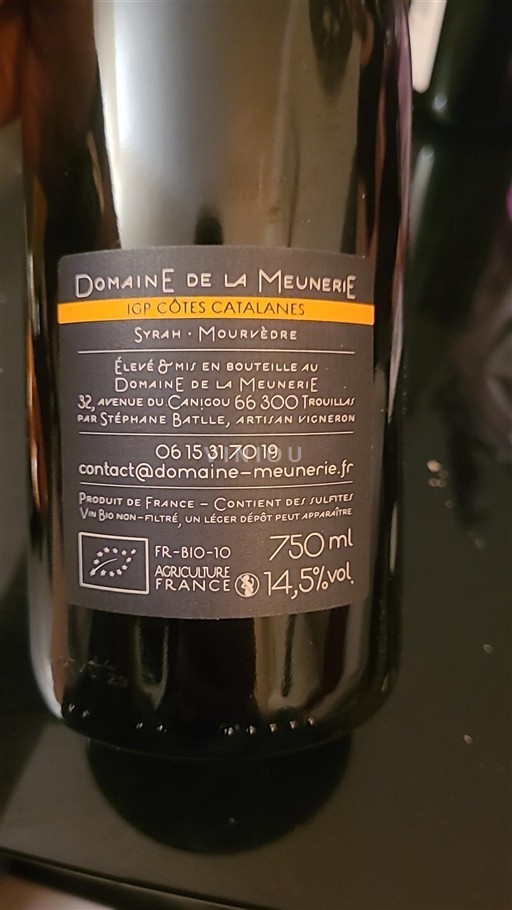 Domaine de la Meunerie
IGP CÔTES CATALANES
Syrah · Mourvèdre
Élevé & mis en bouteille au
Domaine de la Meunerie
32, avenue du Canigou 66 300 Trouillas
par Stéphane Batlle, artisan vigneron
06 15 31 70 19
VINIOU
contact@domaine-meunerie.fr
Produit de France – Contient des sulfites
Vin Bio non-filtré, un léger dépôt peut apparaître
FR-BIO-10
AGRICULTURE
FRANCE
750 ml
14,5%vol.